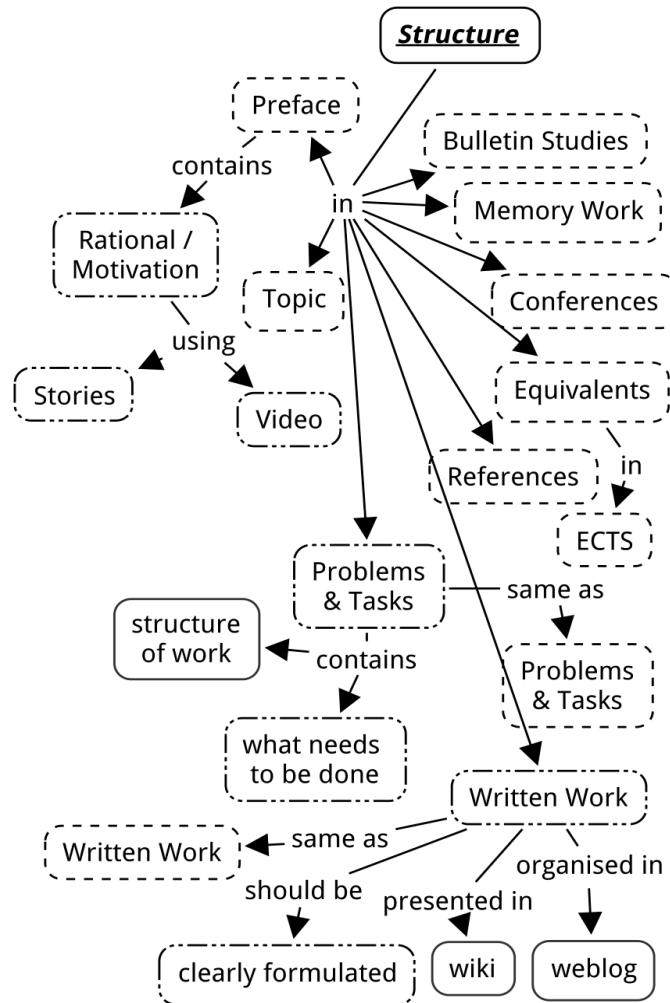 Structure
Preface
Bulletin Studies
contains
in
Memory Work
Rational /
Motivation
Topic
Conferences
using
Stories
Video
Equivalents
in
References
ECTS
Problems
& Tasks
same as
structure
of work
contains
Problems
& Tasks
what needs
to be done
Written Work
same as
Written Work
organised in
should be
presented in
clearly formulated
wiki
weblog